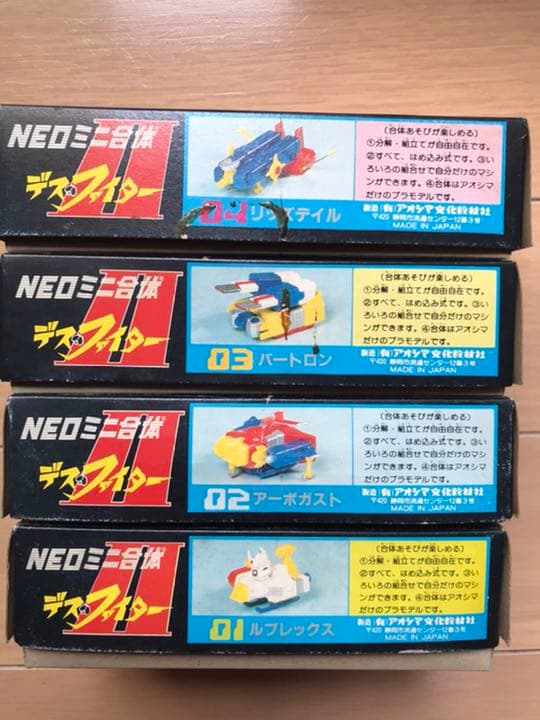 NEOミニ合体
II
デス・ファイター
04 リッズテイル
(合体あそびが楽しめる)
①分解・組立てが自由自在です。
②すべて、はめ込み式です。③い
ろいろの組合せで自分だけのマシ
ンができます。④合体はアオシマ
だけのプラモデルです。
製造(有)アオシマ文化教材社
〒420 静岡市流通センター12番3号
MADE IN JAPAN
NEOミニ合体
II
デス・ファイター
03 バートロン
(合体あそびが楽しめる)
①分解・組立てが自由自在です。
②すべて、はめ込み式です。③い
ろいろの組合せで自分だけのマシ
ンができます。④合体はアオシマ
だけのプラモデルです。
製造(有)アオシマ文化教材社
〒420 静岡市流通センター12番3号
MADE IN JAPAN
NEOミニ合体
II
デス・ファイター
02 アーボガスト
(合体あそびが楽しめる)
①分解・組立てが自由自在です。
②すべて、はめ込み式です。③い
ろいろの組合せで自分だけのマシ
ンができます。④合体はアオシマ
だけのプラモデルです。
製造(有)アオシマ文化教材社
〒420 静岡市流通センター12番3号
MADE IN JAPAN
NEOミニ合体
II
デス・ファイター
01 ルプレックス
(合体あそびが楽しめる)
①分解・組立てが自由自在です。
②すべて、はめ込み式です。③い
ろいろの組合せで自分だけのマシ
ンができます。④合体はアオシマ
だけのプラモデルです。
製造(有)アオシマ文化教材社
〒420 静岡市流通センター12番3号
MADE IN JAPAN